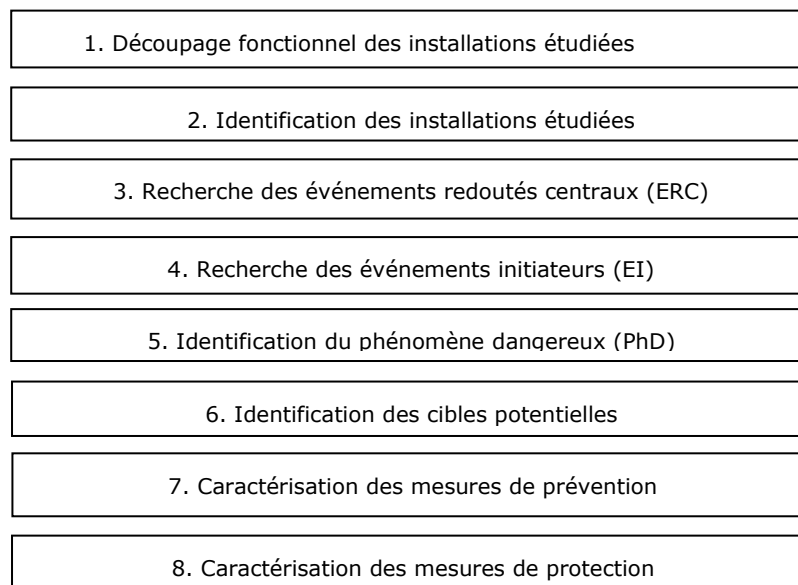 1. Découpage fonctionnel des installations étudiées
2. Identification des installations étudiées
3. Recherche des événements redoutés centraux (ERC)
4. Recherche des événements initiateurs (EI)
5. Identification du phénomène dangereux (PhD)
6. Identification des cibles potentielles
7. Caractérisation des mesures de prévention
8. Caractérisation des mesures de protection